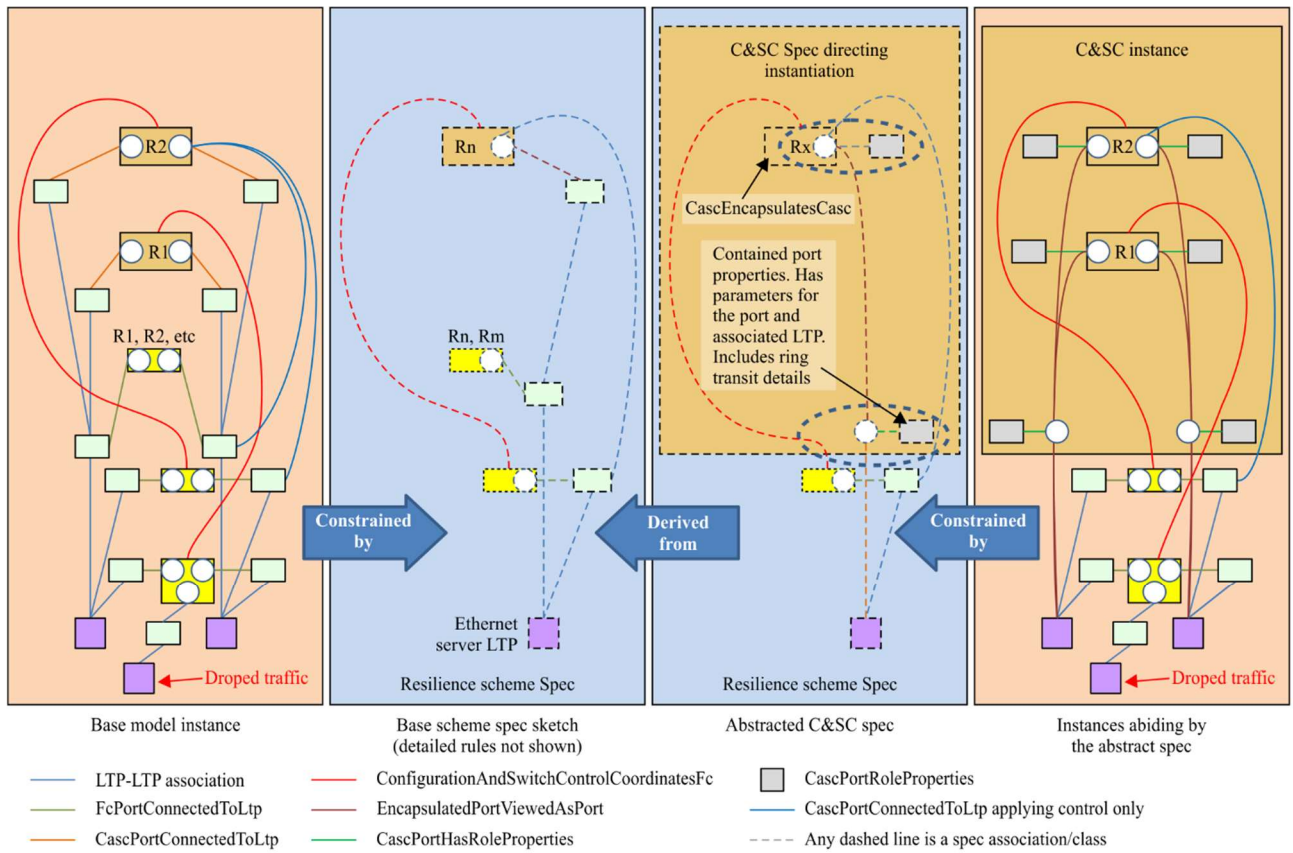 R2
R1
R1, R2, etc
Droped traffic
Base model instance
Constrained
by
Rn
Rn, Rm
Ethernet
server LTP
Resilience scheme Spec
Base scheme spec sketch
(detailed rules not shown)
Derived
from
C&SC Spec directing
instantiation
Rx
CascEncapsulatesCasc
Contained port
properties. Has
parameters for
the port and
associated LTP.
Includes ring
transit details
Resilience scheme Spec
Abstracted C&SC spec
Constrained
by
C&SC instance
R2
R1
Droped traffic
Instances abiding by
the abstract spec
LTP-LTP association
FcPortConnectedToLtp
CascPortConnectedToLtp
ConfigurationAndSwitchControlCoordinatesFc
EncapsulatedPortViewedAsPort
CascPortHasRoleProperties
CascPortRoleProperties
CascPortConnectedToLtp applying control only
Any dashed line is a spec association/class